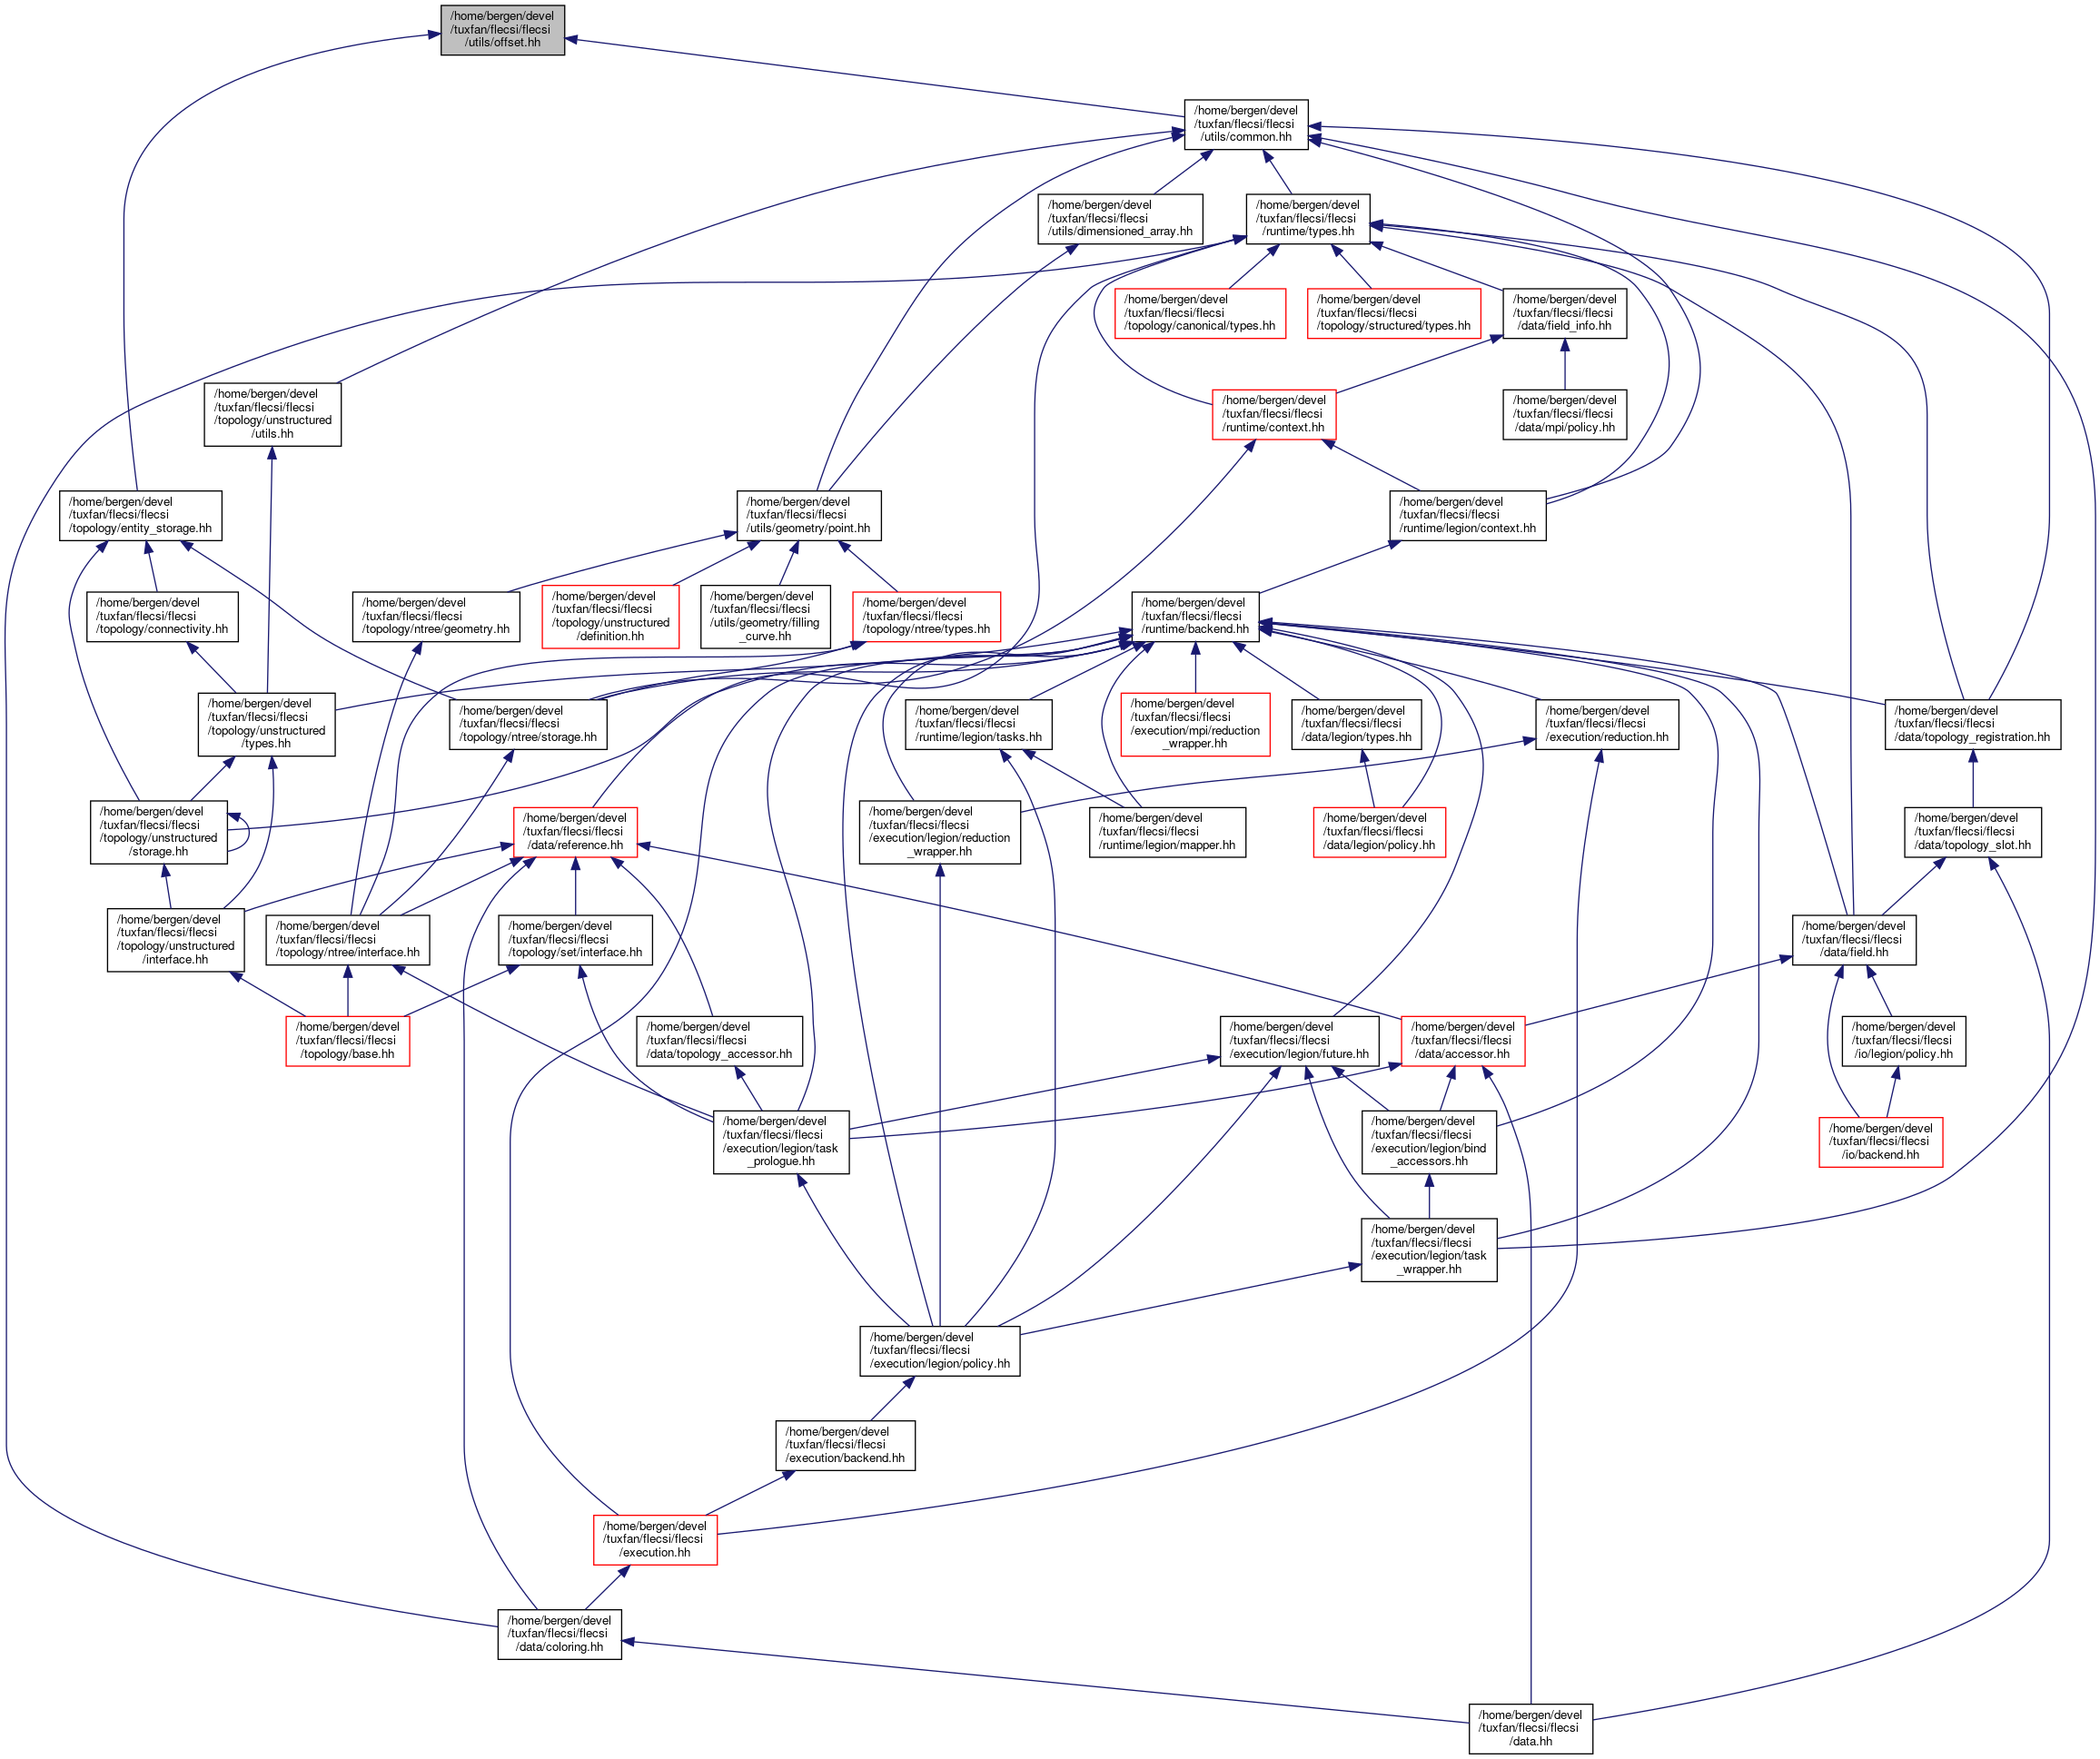 /home/bergen/devel
/tuxfan/flecsi/flecsi
/utils/offset.hh
/home/bergen/devel
/tuxfan/flecsi/flecsi
/utils/common.hh
/home/bergen/devel
/tuxfan/flecsi/flecsi
/utils/dimensioned_array.hh
/home/bergen/devel
/tuxfan/flecsi/flecsi
/runtime/types.hh
/home/bergen/devel
/tuxfan/flecsi/flecsi
/topology/canonical/types.hh
/home/bergen/devel
/tuxfan/flecsi/flecsi
/topology/structured/types.hh
/home/bergen/devel
/tuxfan/flecsi/flecsi
/data/field_info.hh
/home/bergen/devel
/tuxfan/flecsi/flecsi
/topology/unstructured
/utils.hh
/home/bergen/devel
/tuxfan/flecsi/flecsi
/runtime/context.hh
/home/bergen/devel
/tuxfan/flecsi/flecsi
/data/mpi/policy.hh
/home/bergen/devel
/tuxfan/flecsi/flecsi
/topology/entity_storage.hh
/home/bergen/devel
/tuxfan/flecsi/flecsi
/utils/geometry/point.hh
/home/bergen/devel
/tuxfan/flecsi/flecsi
/runtime/legion/context.hh
/home/bergen/devel
/tuxfan/flecsi/flecsi
/topology/connectivity.hh
/home/bergen/devel
/tuxfan/flecsi/flecsi
/topology/ntree/geometry.hh
/home/bergen/devel
/tuxfan/flecsi/flecsi
/topology/unstructured
/definition.hh
/home/bergen/devel
/tuxfan/flecsi/flecsi
/utils/geometry/filling
_curve.hh
/home/bergen/devel
/tuxfan/flecsi/flecsi
/topology/ntree/types.hh
/home/bergen/devel
/tuxfan/flecsi/flecsi
/runtime/backend.hh
/home/bergen/devel
/tuxfan/flecsi/flecsi
/topology/unstructured
/types.hh
/home/bergen/devel
/tuxfan/flecsi/flecsi
/topology/ntree/storage.hh
/home/bergen/devel
/tuxfan/flecsi/flecsi
/runtime/legion/tasks.hh
/home/bergen/devel
/tuxfan/flecsi/flecsi
/execution/mpi/reduction
_wrapper.hh
/home/bergen/devel
/tuxfan/flecsi/flecsi
/data/legion/types.hh
/home/bergen/devel
/tuxfan/flecsi/flecsi
/execution/reduction.hh
/home/bergen/devel
/tuxfan/flecsi/flecsi
/data/topology_registration.hh
/home/bergen/devel
/tuxfan/flecsi/flecsi
/topology/unstructured
/storage.hh
/home/bergen/devel
/tuxfan/flecsi/flecsi
/data/reference.hh
/home/bergen/devel
/tuxfan/flecsi/flecsi
/execution/legion/reduction
_wrapper.hh
/home/bergen/devel
/tuxfan/flecsi/flecsi
/runtime/legion/mapper.hh
/home/bergen/devel
/tuxfan/flecsi/flecsi
/data/legion/policy.hh
/home/bergen/devel
/tuxfan/flecsi/flecsi
/data/topology_slot.hh
/home/bergen/devel
/tuxfan/flecsi/flecsi
/topology/unstructured
/interface.hh
/home/bergen/devel
/tuxfan/flecsi/flecsi
/topology/ntree/interface.hh
/home/bergen/devel
/tuxfan/flecsi/flecsi
/topology/set/interface.hh
/home/bergen/devel
/tuxfan/flecsi/flecsi
/data/field.hh
/home/bergen/devel
/tuxfan/flecsi/flecsi
/topology/base.hh
/home/bergen/devel
/tuxfan/flecsi/flecsi
/data/topology_accessor.hh
/home/bergen/devel
/tuxfan/flecsi/flecsi
/execution/legion/future.hh
/home/bergen/devel
/tuxfan/flecsi/flecsi
/data/accessor.hh
/home/bergen/devel
/tuxfan/flecsi/flecsi
/io/legion/policy.hh
/home/bergen/devel
/tuxfan/flecsi/flecsi
/execution/legion/task
_prologue.hh
/home/bergen/devel
/tuxfan/flecsi/flecsi
/execution/legion/bind
_accessors.hh
/home/bergen/devel
/tuxfan/flecsi/flecsi
/io/backend.hh
/home/bergen/devel
/tuxfan/flecsi/flecsi
/execution/legion/task
_wrapper.hh
/home/bergen/devel
/tuxfan/flecsi/flecsi
/execution/legion/policy.hh
/home/bergen/devel
/tuxfan/flecsi/flecsi
/execution/backend.hh
/home/bergen/devel
/tuxfan/flecsi/flecsi
/execution.hh
/home/bergen/devel
/tuxfan/flecsi/flecsi
/data/coloring.hh
/home/bergen/devel
/tuxfan/flecsi/flecsi
/data.hh